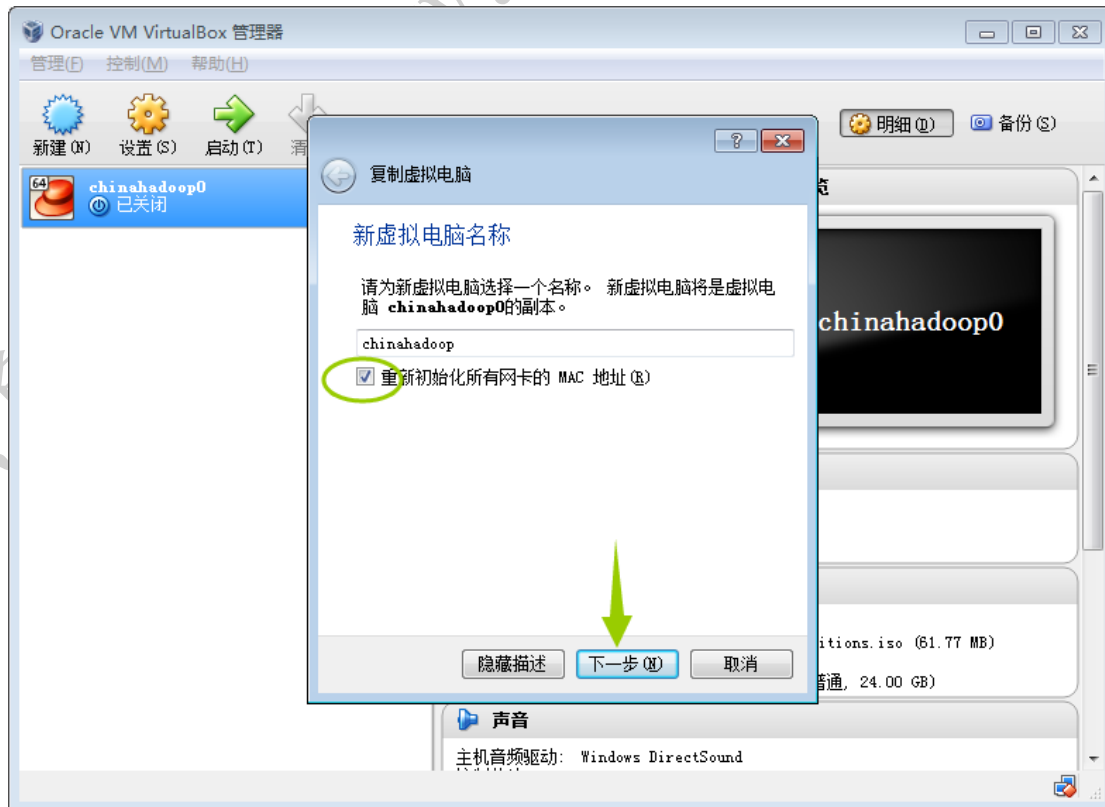 Oracle VM VirtualBox 管理器
管理(F) 控制(M) 帮助(H)
新建(N) 设置(S) 启动(T) 清
明细(D) 备份(S)
64
chinahadoop0
已关闭
复制虚拟电脑
新虚拟电脑名称
请为新虚拟电脑选择一个名称。 新虚拟电脑将是虚拟电
脑 chinahadoop0的副本。
chinahadoop
重新初始化所有网卡的 MAC 地址(R)
隐藏描述 下一步(N) 取消
览
chinahadoop0
itions.iso (61.77 MB)
普通, 24.00 GB)
声音
主机音频驱动: Windows DirectSound